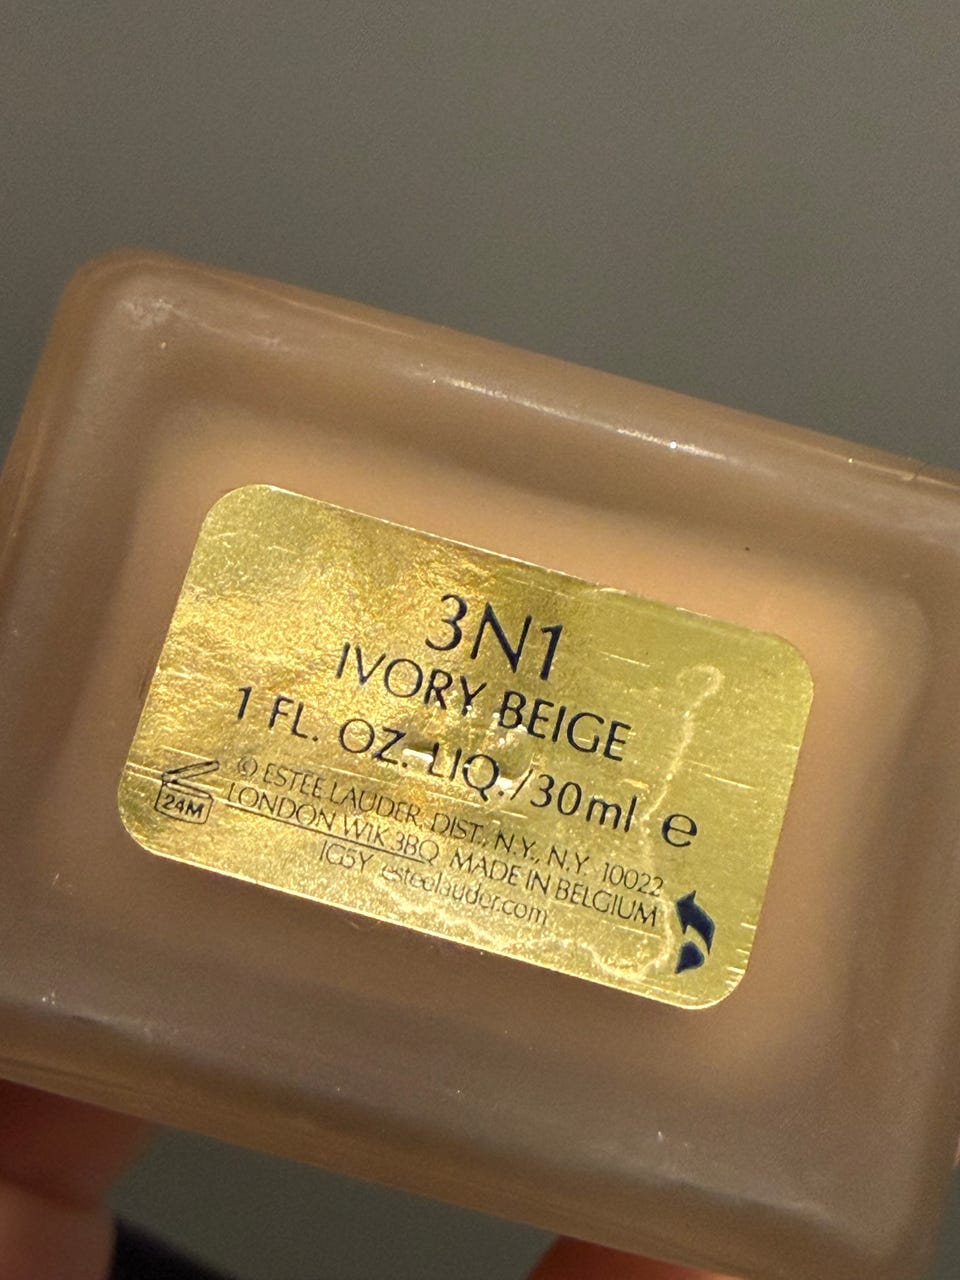 3N1
IVORY BEIGE
1 FL. OZ. LIQ./30ml e
© ESTEE LAUDER, DIST., N.Y., N.Y. 10022
LONDON W1K 3BQ MADE IN BELGIUM
1G5Y esteelauder.com
24M